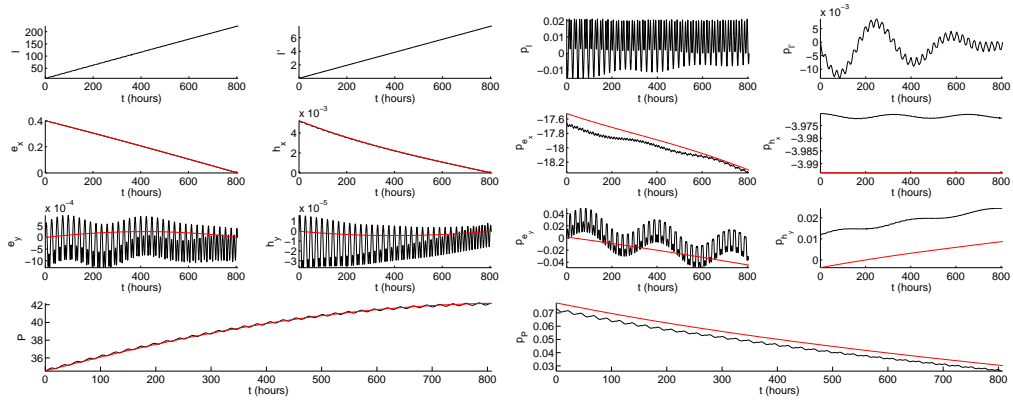 200
150
100
50
l
0 200 400 600 800
t (hours)
6
4
2
l'
0 200 400 600 800
t (hours)
0.02
0.01
0
−0.01
p_l
0 200 400 600 800
t (hours)
x 10^−3
5
0
−5
−10
p_l'
0 200 400 600 800
t (hours)
0.4
0.2
0
e_x
0 200 400 600 800
t (hours)
x 10^−3
4
2
0
h_x
0 200 400 600 800
t (hours)
−17.6
−17.8
−18
−18.2
p_e_x
0 200 400 600 800
t (hours)
−3.975
−3.98
−3.985
−3.99
p_h_x
0 200 400 600 800
t (hours)
x 10^−4
5
0
−5
−10
e_y
0 200 400 600 800
t (hours)
x 10^−5
0
−1
−2
−3
h_y
0 200 400 600 800
t (hours)
0.04
0.02
0
−0.02
−0.04
p_e_y
0 200 400 600 800
t (hours)
0.02
0.01
0
p_h_y
0 200 400 600 800
t (hours)
42
40
38
36
P
0 100 200 300 400 500 600 700 800
t (hours)
0.07
0.06
0.05
0.04
0.03
p_P
0 100 200 300 400 500 600 700 800
t (hours)